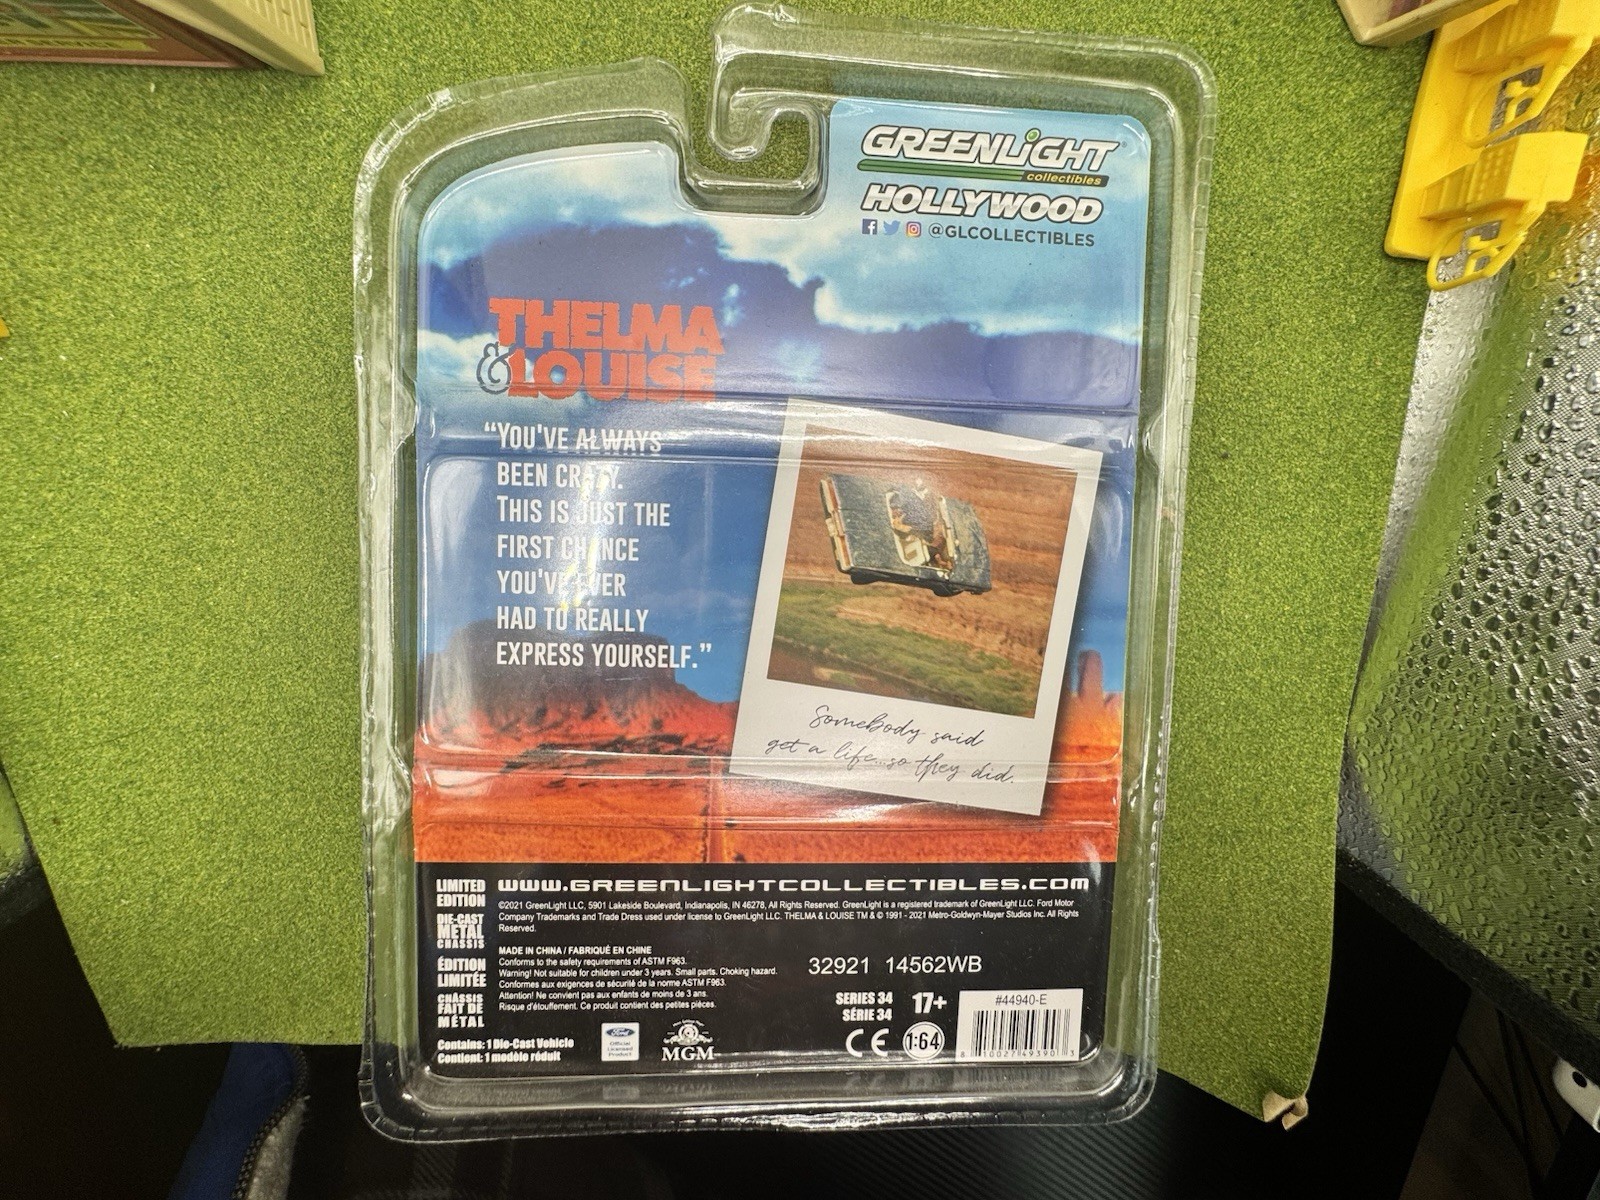 GREENLiGHT
collectibles
HOLLYWOOD
@GLCOLLECTIBLES
THELMA
& LOUISE
“YOU'VE ALWAYS
BEEN CRAZY.
THIS IS JUST THE
FIRST CHANCE
YOU'VE EVER
HAD TO REALLY
EXPRESS YOURSELF.”
Somebody said
get a life...so they did.
LIMITED
EDITION
DIE-CAST
METAL
CHASSIS
ÉDITION
LIMITÉE
CHÂSSIS
FAIT DE
MÉTAL
WWW.GREENLIGHTCOLLECTIBLES.COM
©2021 GreenLight LLC, 5901 Lakeside Boulevard, Indianapolis, IN 46278, All Rights Reserved. GreenLight is a registered trademark of GreenLight LLC. Ford Motor
Company Trademarks and Trade Dress used under license to GreenLight LLC. THELMA & LOUISE TM & © 1991 - 2021 Metro-Goldwyn-Mayer Studios Inc. All Rights
Reserved.
MADE IN CHINA / FABRIQUÉ EN CHINE
Conforms to the safety requirements of ASTM F963.
Warning! Not suitable for children under 3 years. Small parts. Choking hazard.
Conformes aux exigences de sécurité de la norme ASTM F963.
Attention! Ne convient pas aux enfants de moins de 3 ans.
Risque d'étouffement. Ce produit contient des petites pièces.
32921 14562WB
SERIES 34
SÉRIE 34
17+
CE
1:64
#44940-E
8 10027 49390 3
Contains: 1 Die-Cast Vehicle
Contient: 1 modèle réduit
Ford
Official
Licensed
Product
MGM